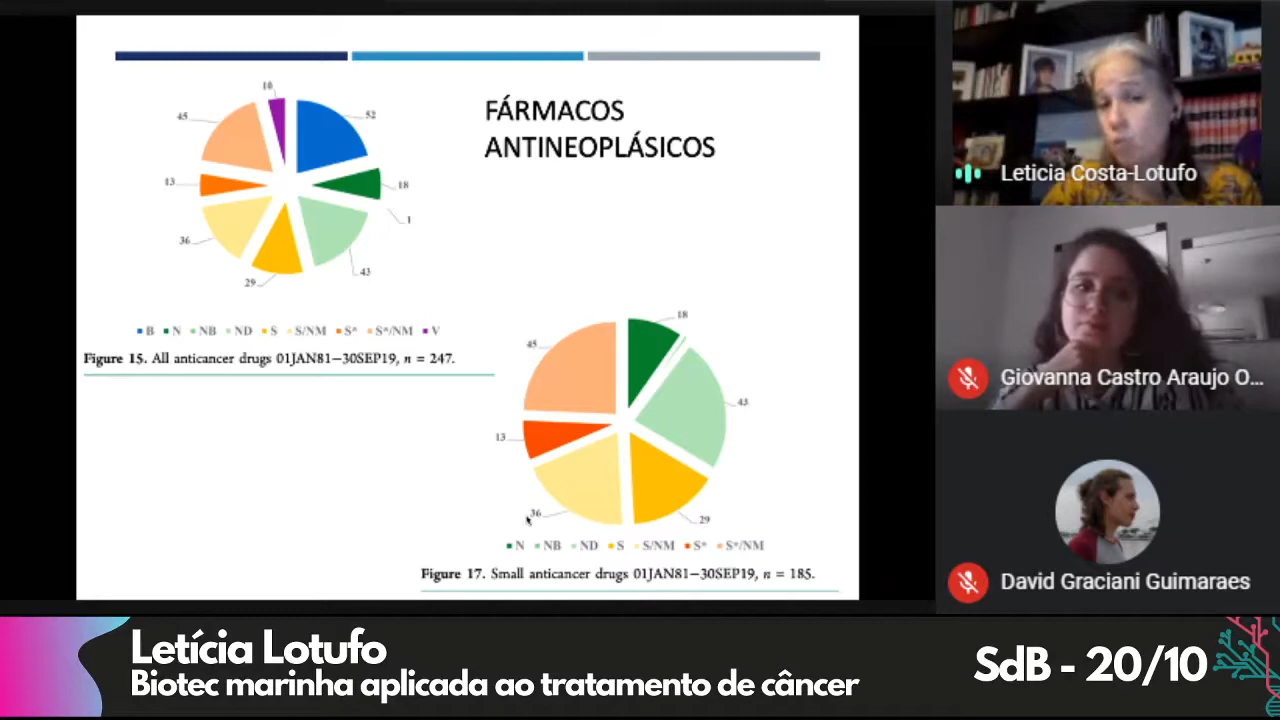 FÁRMACOS
ANTINEOPLÁSICOS
10
45
52
13
18
1
36
43
29
B N NB ND S S/NM S* S*/NM V
Figure 15. All anticancer drugs 01JAN81−30SEP19, n = 247.
18
45
43
13
36
29
N NB ND S S/NM S* S*/NM
Figure 17. Small anticancer drugs 01JAN81−30SEP19, n = 185.
Leticia Costa-Lotufo
Giovanna Castro Araujo O...
David Graciani Guimaraes
Letícia Lotufo
Biotec marinha aplicada ao tratamento de câncer
SdB - 20/10